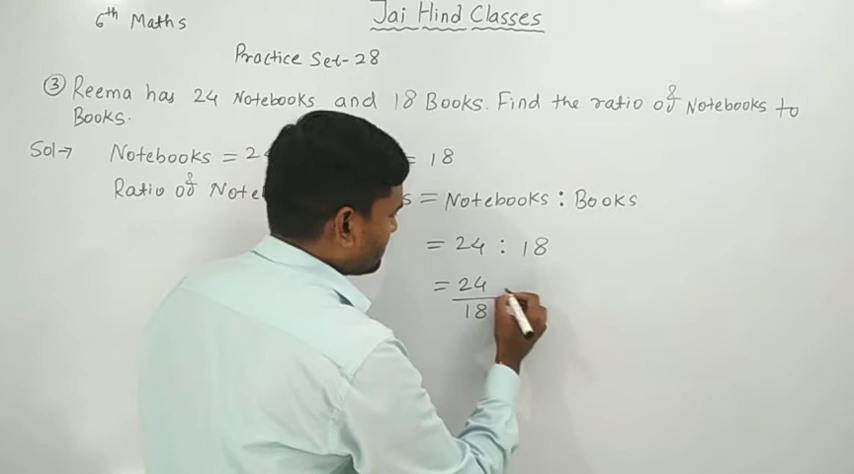 6th Maths
Jai Hind Classes
Practice Set-28
③ Reema has 24 Notebooks and 18 Books. Find the ratio of Notebooks to
Books.
Sol→ Notebooks = 2 = 18
Ratio of = Notebooks : Books
= 24 : 18
= 24
18